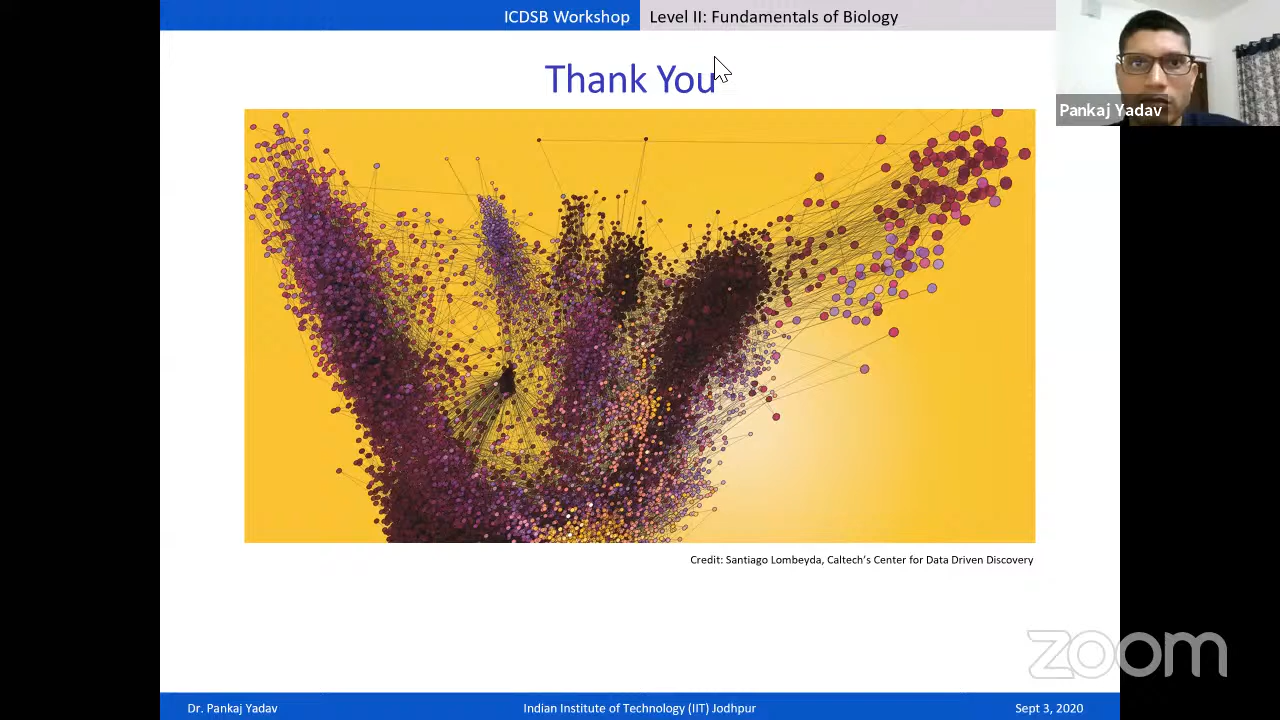 ICDSB Workshop Level II: Fundamentals of Biology
Thank You
Pankaj Yadav
Credit: Santiago Lombeyda, Caltech's Center for Data Driven Discovery
zoom
Dr. Pankaj Yadav Indian Institute of Technology (IIT) Jodhpur Sept 3, 2020